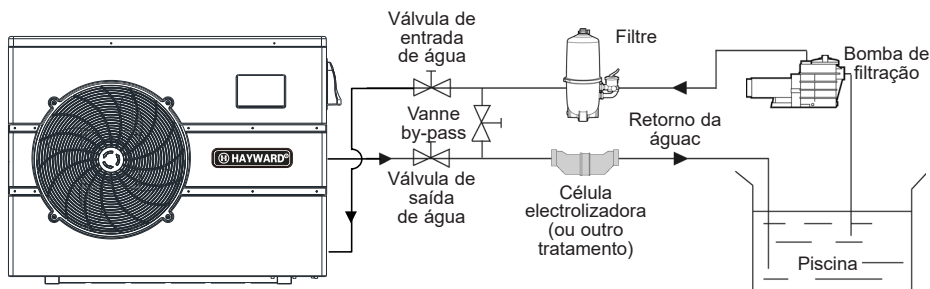 Válvula de
entrada
de água
Filtre
Bomba de
filtração
Vanne
by-pass
Retorno da
águac
HAYWARD®
Válvula de
saída
de água
Célula
electrolizadora
(ou outro
tratamento)
Piscina